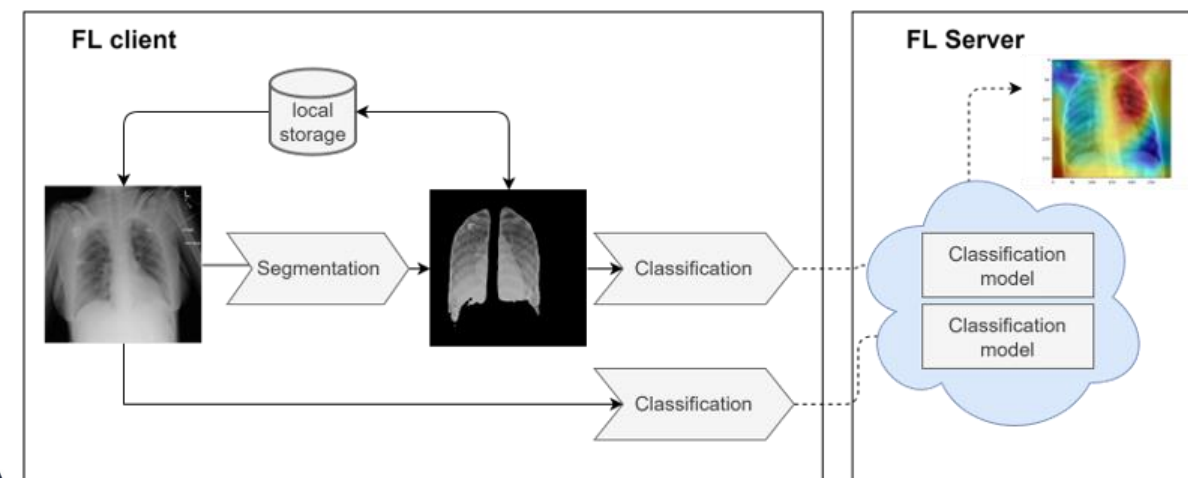 FL client
FL Server
local
storage
Segmentation
Classification
Classification
model
Classification
model
Classification